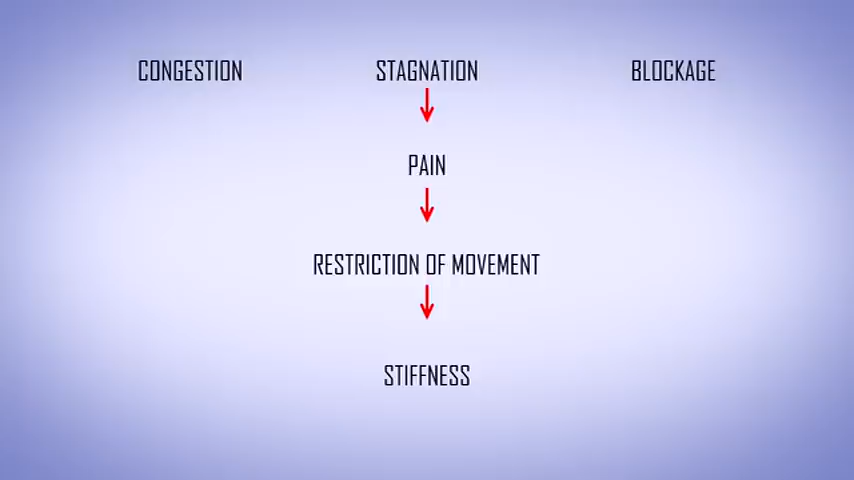 CONGESTION STAGNATION BLOCKAGE
PAIN
RESTRICTION OF MOVEMENT
STIFFNESS